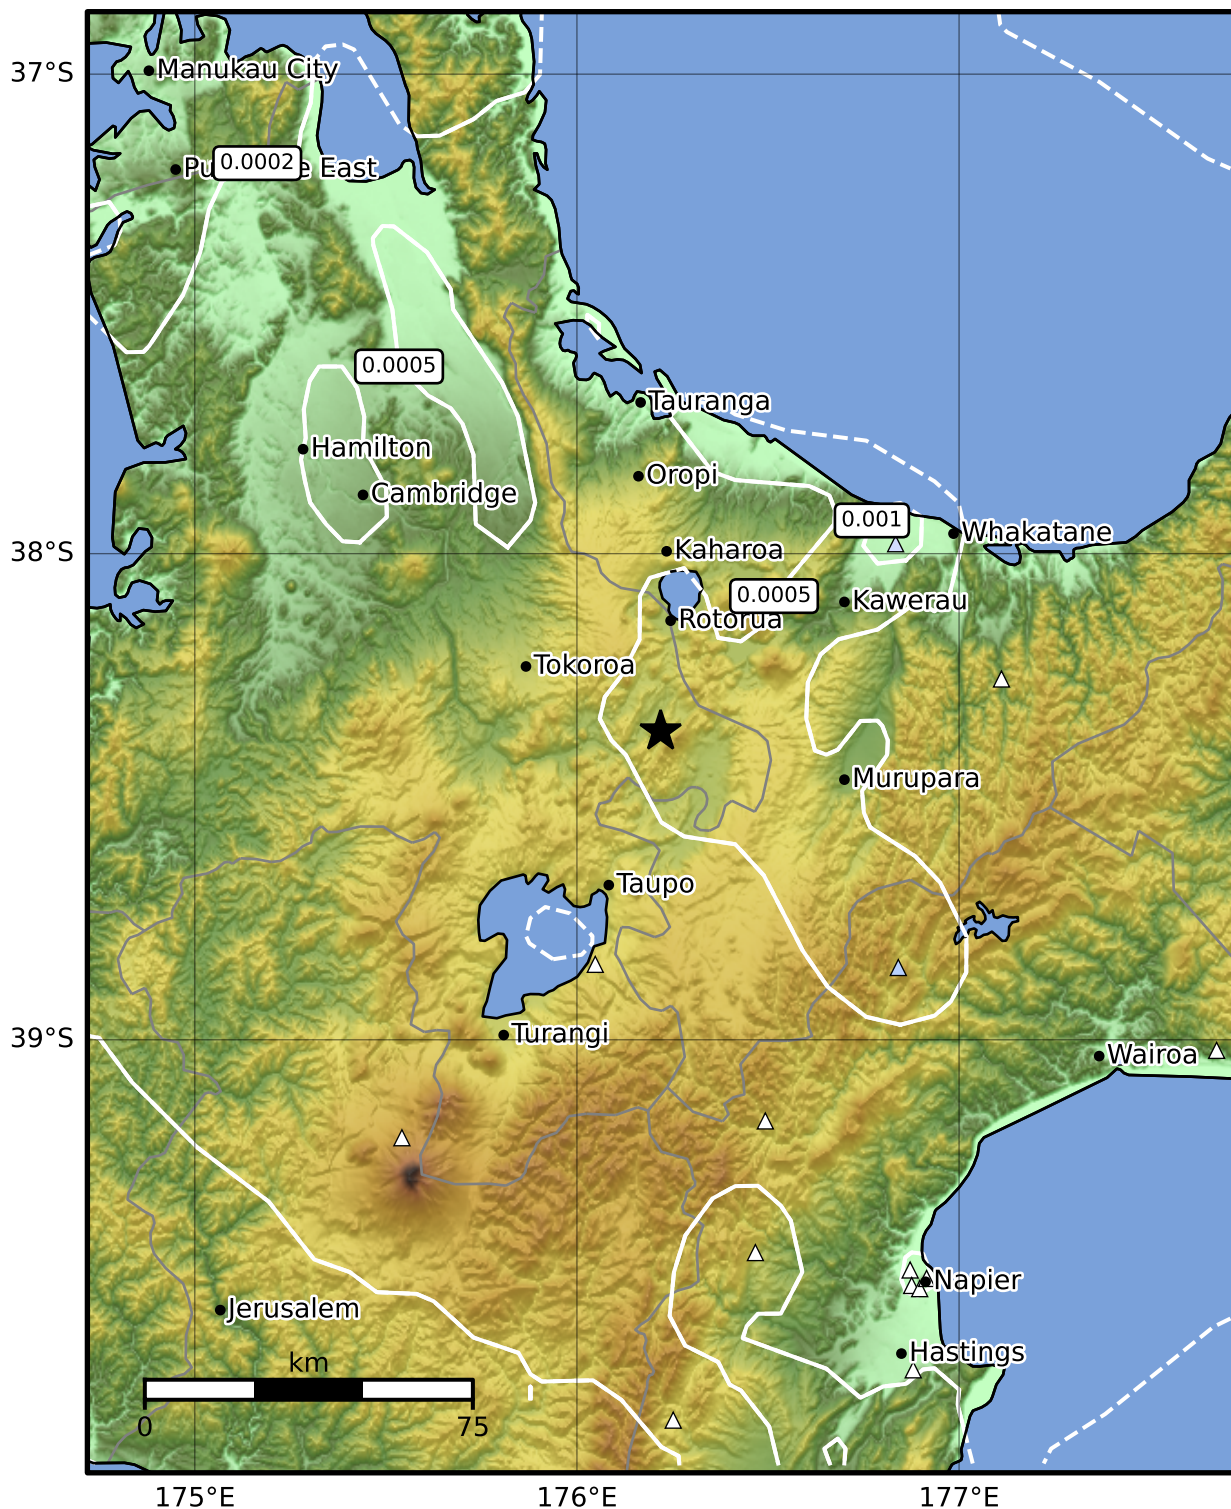 37°S
Manukau City
0.0002
East
0.0005
Tauranga
Hamilton
Oropi
Cambridge
0.001
Whakatane
38°S
Kaharoa
0.0005
Kawerau
Rotorua
Tokoroa
Murupara
Taupo
Turangi
39°S
Wairoa
Napier
Jerusalem
Hastings
km
0 75
175°E 176°E 177°E